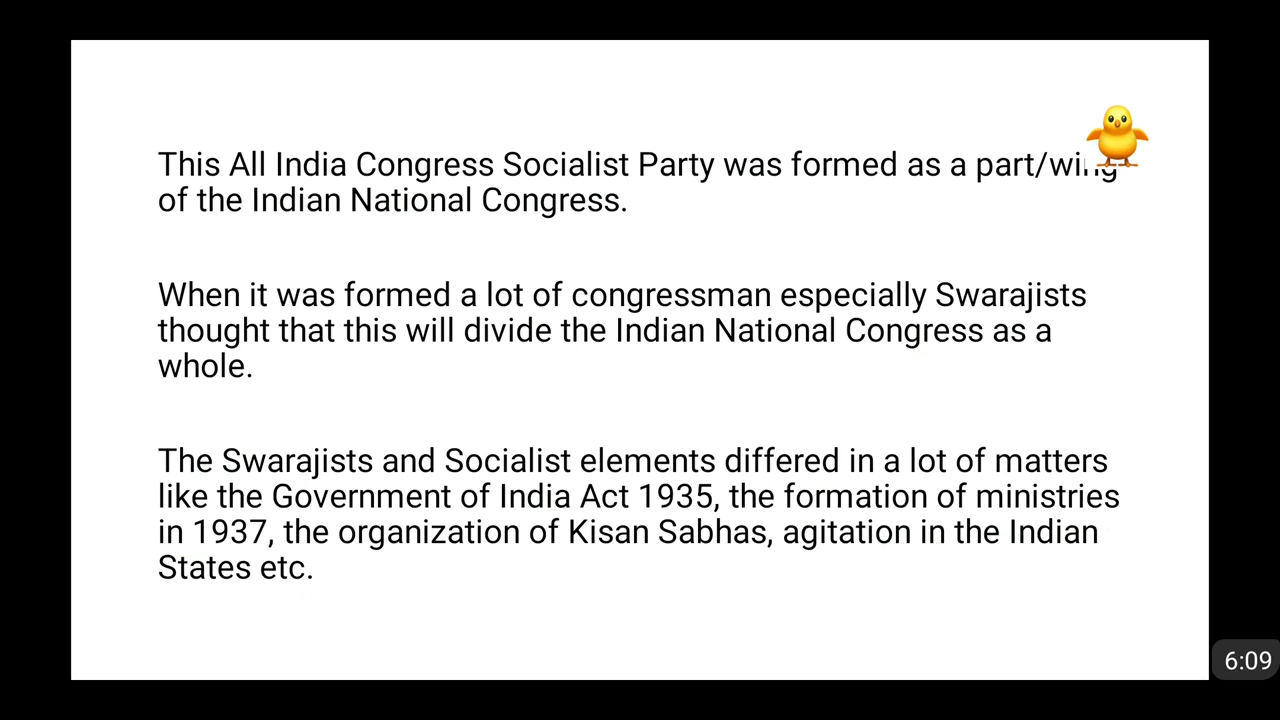 This All India Congress Socialist Party was formed as a part/wing
of the Indian National Congress.
When it was formed a lot of congressman especially Swarajists
thought that this will divide the Indian National Congress as a
whole.
The Swarajists and Socialist elements differed in a lot of matters
like the Government of India Act 1935, the formation of ministries
in 1937, the organization of Kisan Sabhas, agitation in the Indian
States etc.
6:09